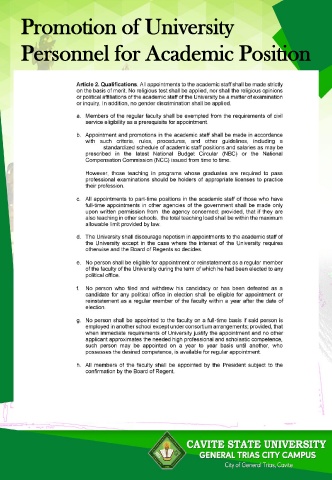 Promotion of University
Personnel for Academic Position
Article 2. Qualifications. All appointments to the academic staff shall be made strictly
on the basis of merit. No religious test shall be applied, nor shall the religious opinions
or political affiliations of the academic staff of the University be a matter of examination
or inquiry. In addition, no gender discrimination shall be applied.
a. Members of the regular faculty shall be exempted from the requirements of civil
service eligibility as a prerequisite for appointment.
b. Appointment and promotions in the academic staff shall be made in accordance
with such criteria, rules, procedures, and other guidelines, including a
standardized schedule of academic staff positions and salaries as may be
prescribed in the latest National Budget Circular (NBC) or the National
Compensation Commission (NCC) issued from time to time.
However, those teaching in programs whose graduates are required to pass
professional examinations should be holders of appropriate licenses to practice
their profession.
c. All appointments to part-time positions in the academic staff of those who have
full-time appointments in other agencies of the government shall be made only
upon written permission from the agency concerned; provided, that if they are
also teaching in other schools, the total teaching load shall be within the maximum
allowable limit provided by law.
d. The University shall discourage nepotism in appointments to the academic staff of
the University except in the case where the interest of the University requires
otherwise and the Board of Regents so decides.
e. No person shall be eligible for appointment or reinstatement as a regular member
of the faculty of the University during the term of which he had been elected to any
political office.
f. No person who filed and withdrew his candidacy or has been defeated as a
candidate for any political office in election shall be eligible for appointment or
reinstatement as a regular member of the faculty within a year after the date of
election.
g. No person shall be appointed to the faculty on a full-time basis if said person is
employed in another school except under consortium arrangements; provided, that
when immediate requirements of University justify the appointment and no other
applicant approximates the needed high professional and scholastic competence,
such person may be appointed on a year to year basis until another, who
possesses the desired competence, is available for regular appointment.
h. All members of the faculty shall be appointed by the President subject to the
confirmation by the Board of Regent.
CAVITE STATE UNIVERSITY
GENERAL TRIAS CITY CAMPUS
City of General Trias, Cavite